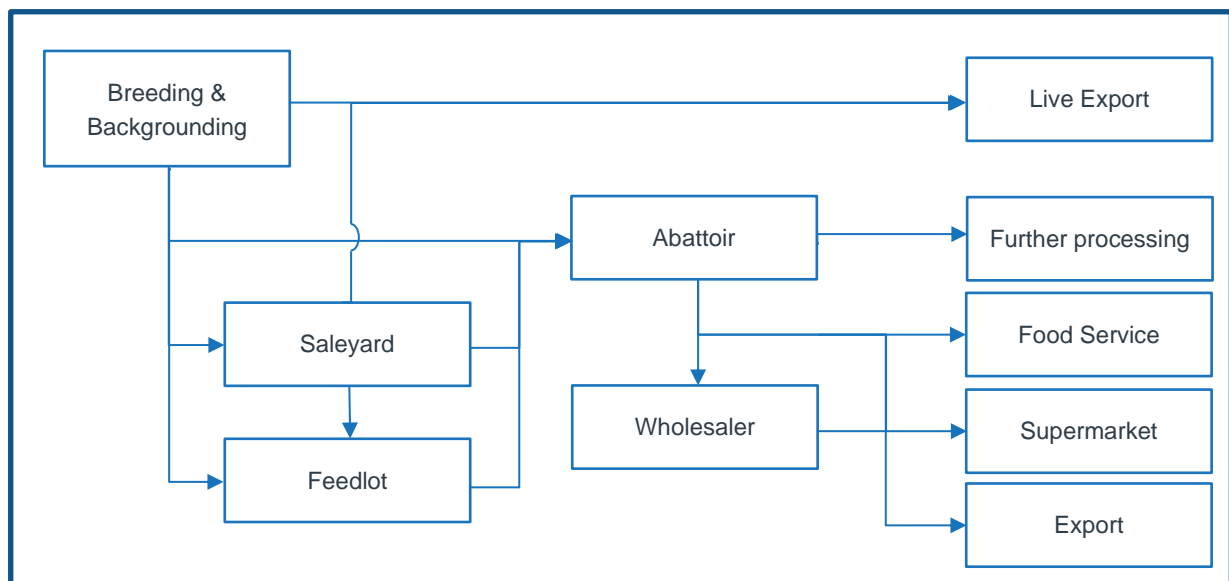 Breeding &
Backgrounding
Live Export
Abattoir
Further processing
Saleyard
Food Service
Wholesaler
Supermarket
Feedlot
Export